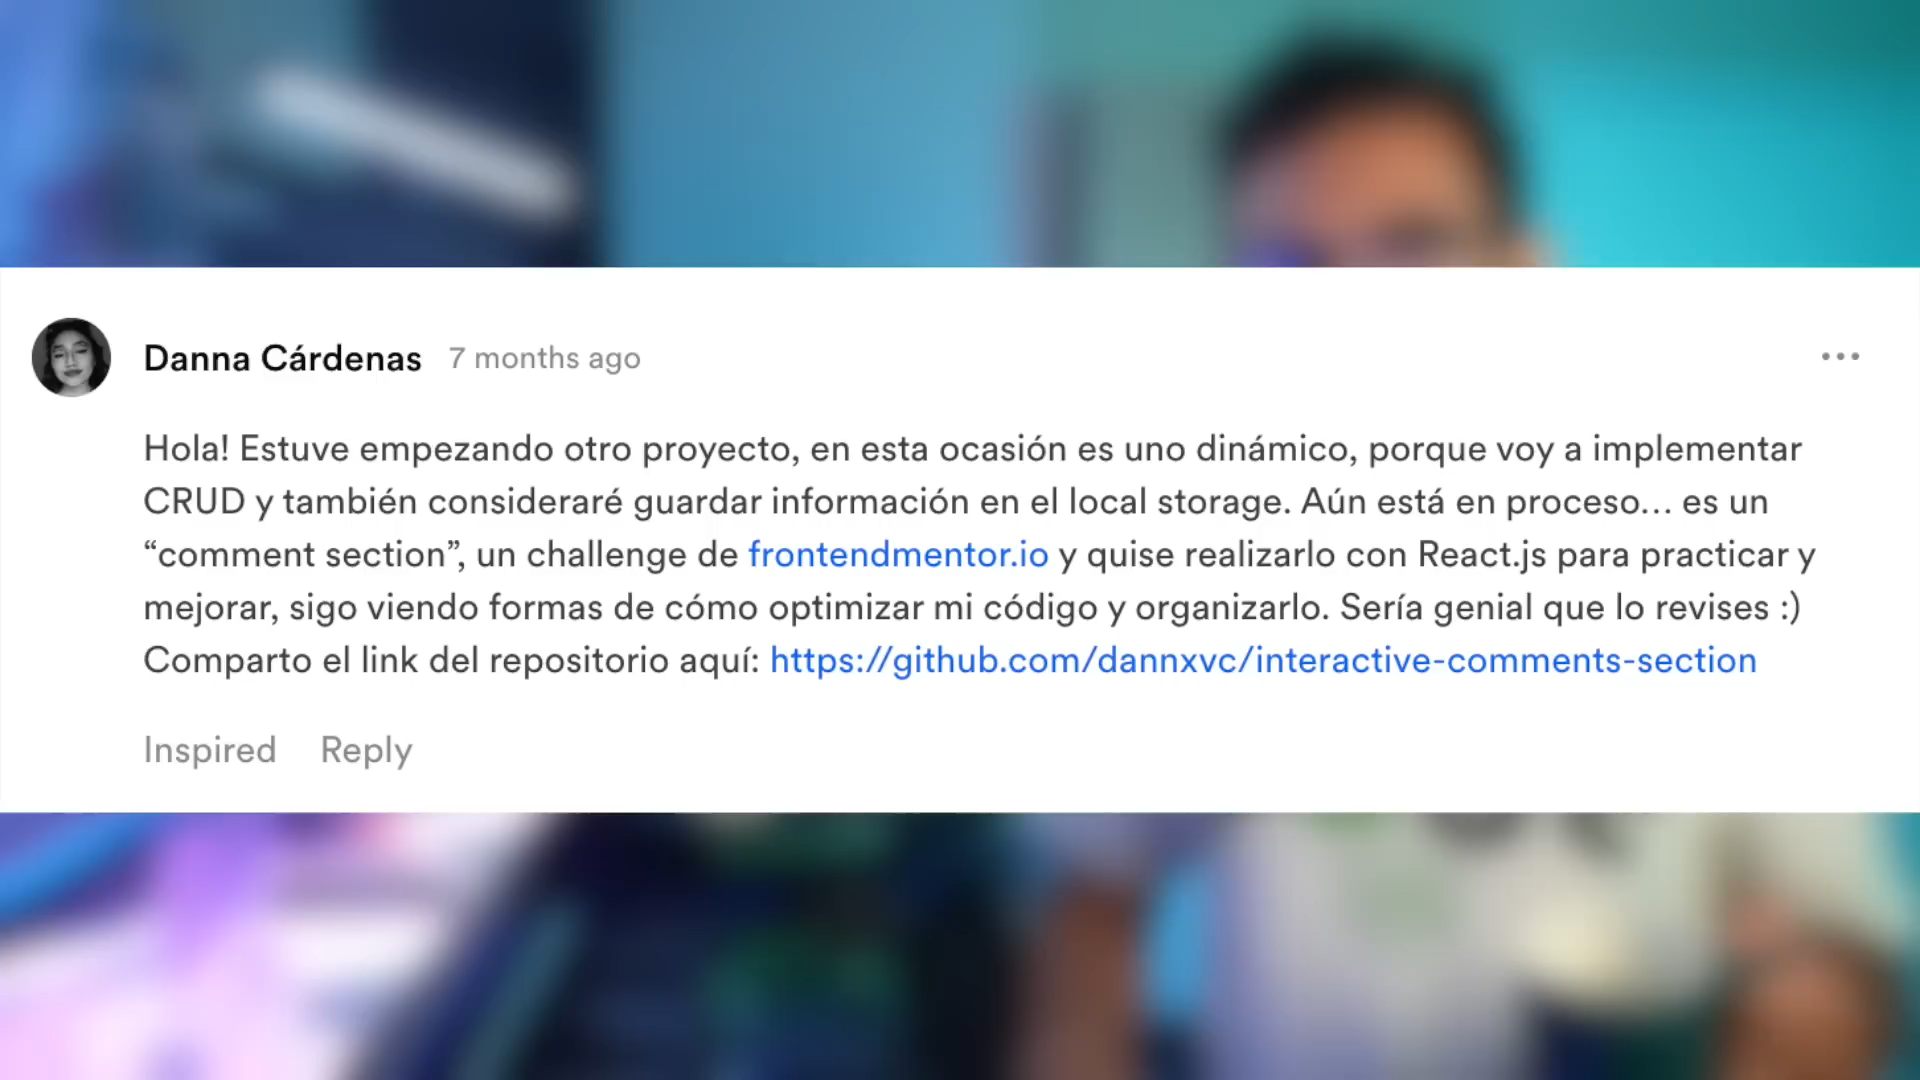 Danna Cárdenas 7 months ago
Hola! Estuve empezando otro proyecto, en esta ocasión es uno dinámico, porque voy a implementar
CRUD y también consideraré guardar información en el local storage. Aún está en proceso... es un
“comment section”, un challenge de frontendmentor.io y quise realizarlo con React.js para practicar y
mejorar, sigo viendo formas de cómo optimizar mi código y organizarlo. Sería genial que lo revises :)
Comparto el link del repositorio aquí: https://github.com/dannxvc/interactive-comments-section
Inspired Reply